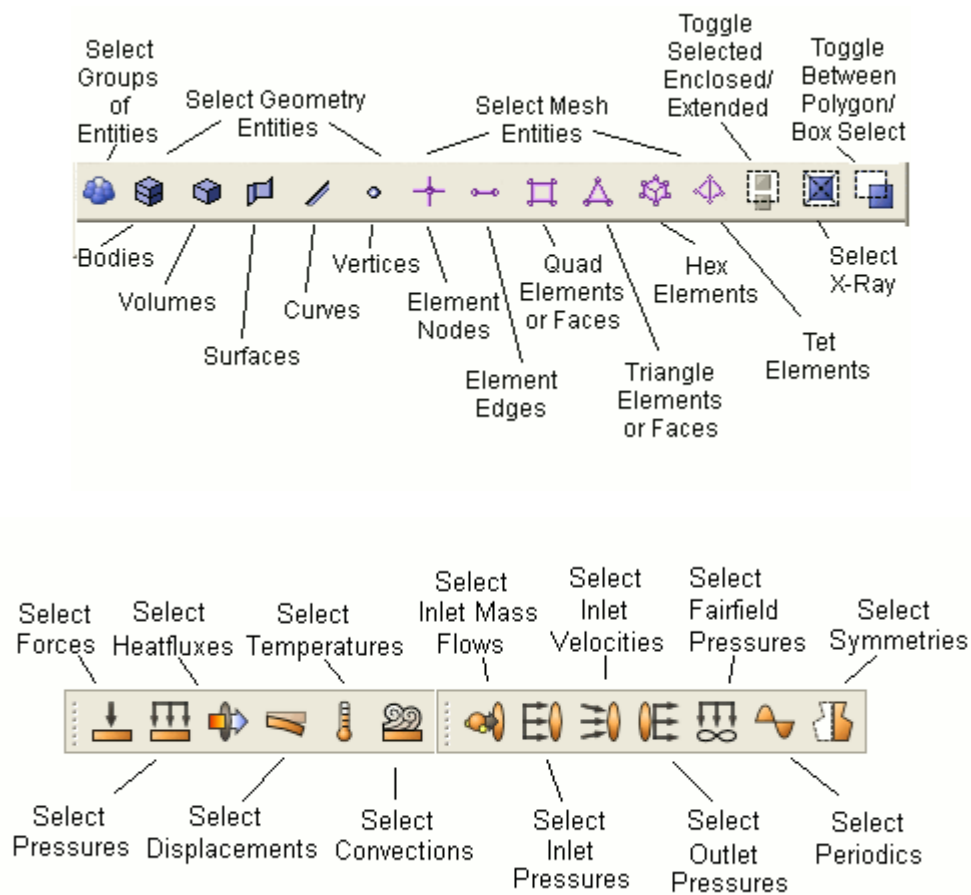 Select
Groups
of
Entities
Select Geometry
Entities
Select Mesh
Entities
Toggle
Selected
Enclosed/
Extended
Toggle
Between
Polygon/
Box Select
Bodies
Volumes
Surfaces
Curves
Vertices
Element
Nodes
Element
Edges
Quad
Elements
or Faces
Triangle
Elements
or Faces
Hex
Elements
Tet
Elements
Select
X-Ray
Select
Forces
Select
Heatfluxes
Select
Temperatures
Select
Inlet Mass
Flows
Select
Inlet
Velocities
Select
Fairfield
Pressures
Select
Symmetries
Select
Pressures
Select
Displacements
Select
Convections
Select
Inlet
Pressures
Select
Outlet
Pressures
Select
Periodics